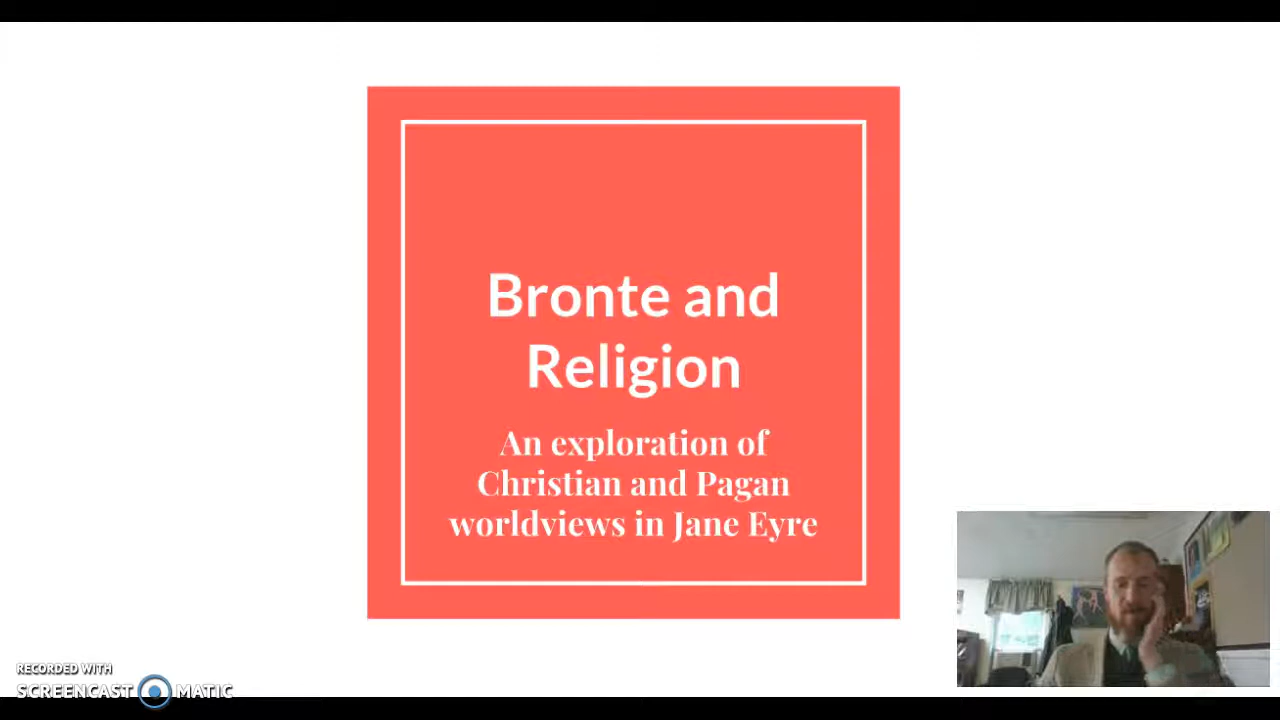 Bronte and
Religion
An exploration of
Christian and Pagan
worldviews in Jane Eyre
RECORDED WITH
SCREENCAST MATIC